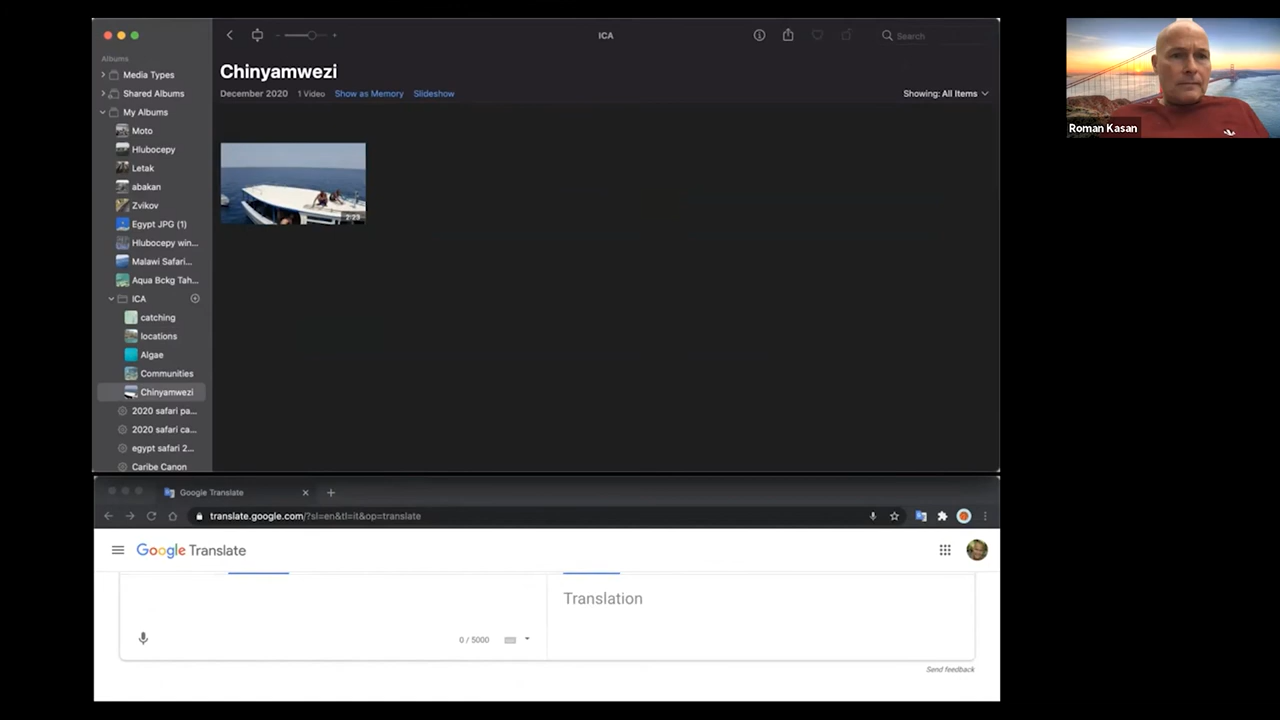 ICA
Search
Albums
Media Types
Shared Albums
My Albums
Moto
Hlubocepy
Letak
abakan
Zvikov
Egypt JPG (1)
Hlubocepy win...
Malawi Safari...
Aqua Bckg Tah...
ICA
catching
locations
Algae
Communities
Chinyamwezi
2020 safari pa...
2020 safari ca...
egypt safari 2...
Caribe Canon
Chinyamwezi
December 2020 1 Video Show as Memory Slideshow
Showing: All Items
2:23
Roman Kasan
Google Translate
translate.google.com/?sl=en&tl=it&op=translate
Google Translate
Translation
0 / 5000
Send feedback